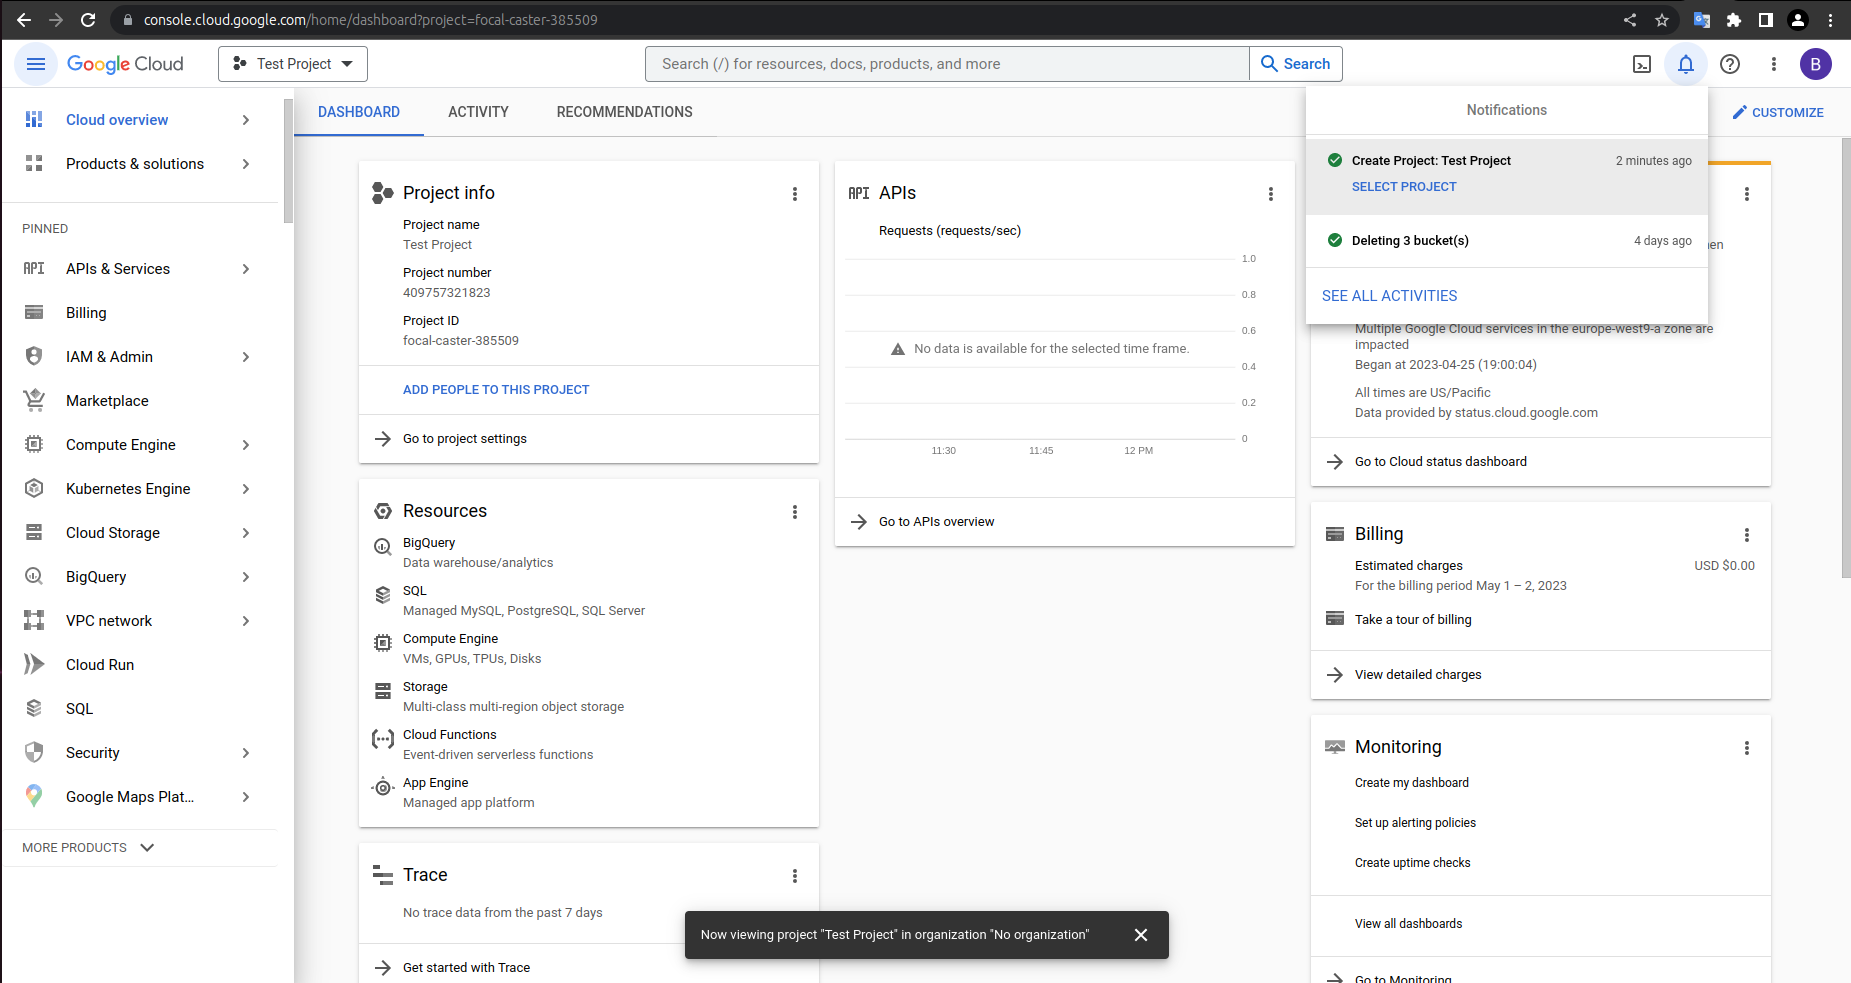 console.cloud.google.com/home/dashboard?project=focal-caster-385509
Google Cloud
Test Project
Search (/) for resources, docs, products, and more
Search
B
Cloud overview
Products & solutions
PINNED
APIs & Services
Billing
IAM & Admin
Marketplace
Compute Engine
Kubernetes Engine
Cloud Storage
BigQuery
VPC network
Cloud Run
SQL
Security
Google Maps Plat...
MORE PRODUCTS
DASHBOARD
ACTIVITY
RECOMMENDATIONS
CUSTOMIZE
Project info
Project name
Test Project
Project number
409757321823
Project ID
focal-caster-385509
ADD PEOPLE TO THIS PROJECT
Go to project settings
Resources
BigQuery
Data warehouse/analytics
SQL
Managed MySQL, PostgreSQL, SQL Server
Compute Engine
VMs, GPUs, TPUs, Disks
Storage
Multi-class multi-region object storage
Cloud Functions
Event-driven serverless functions
App Engine
Managed app platform
Trace
No trace data from the past 7 days
Get started with Trace
API
APIs
Requests (requests/sec)
1.0
0.8
0.6
No data is available for the selected time frame.
0.4
0.2
0
11:30
11:45
12 PM
Go to APIs overview
Notifications
Create Project: Test Project
2 minutes ago
SELECT PROJECT
Deleting 3 bucket(s)
4 days ago
SEE ALL ACTIVITIES
Multiple Google Cloud services in the europe-west9-a zone are
impacted
Began at 2023-04-25 (19:00:04)
All times are US/Pacific
Data provided by status.cloud.google.com
Go to Cloud status dashboard
Billing
Estimated charges
USD $0.00
For the billing period May 1 – 2, 2023
Take a tour of billing
View detailed charges
Monitoring
Create my dashboard
Set up alerting policies
Create uptime checks
View all dashboards
Go to Monitoring
Now viewing project "Test Project" in organization "No organization"